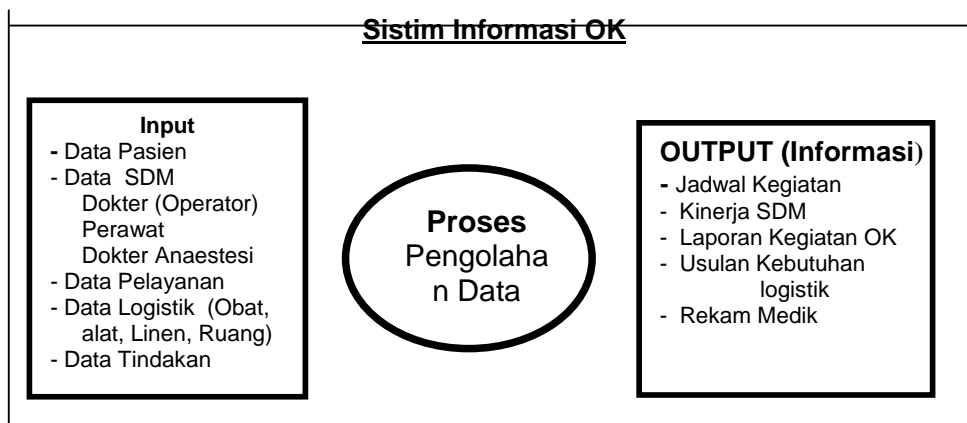 Sistim Informasi OK
Input
- Data Pasien
- Data SDM
Dokter (Operator)
Perawat
Dokter Anaestesi
- Data Pelayanan
- Data Logistik (Obat,
alat, Linen, Ruang)
- Data Tindakan
Proses
Pengolaha
n Data
OUTPUT (Informasi)
- Jadwal Kegiatan
- Kinerja SDM
- Laporan Kegiatan OK
- Usulan Kebutuhan
logistik
- Rekam Medik